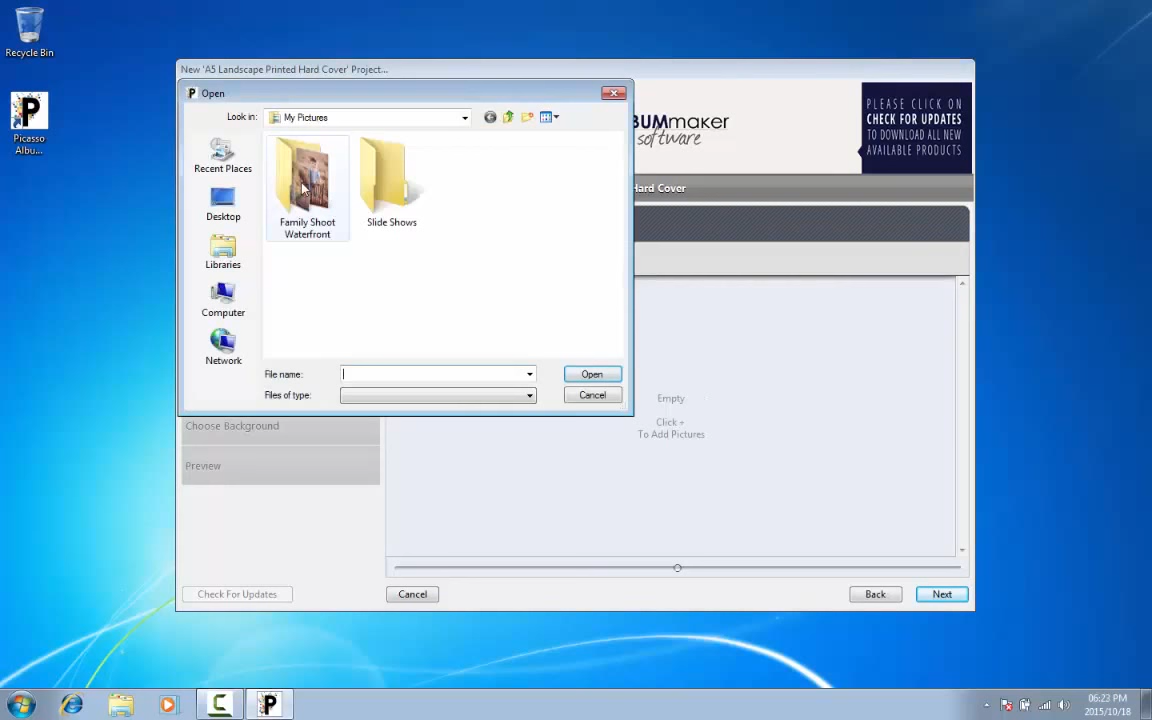 Recycle Bin
P
Picasso
Albu...
New 'A5 Landscape Printed Hard Cover' Project...
P Open
Look in:
My Pictures
Recent Places
Desktop
Libraries
Computer
Network
Family Shoot
Waterfront
Slide Shows
File name:
Open
Files of type:
Cancel
BUMmaker
software
PLEASE CLICK ON
CHECK FOR UPDATES
TO DOWNLOAD ALL NEW
AVAILABLE PRODUCTS
Hard Cover
Empty
Click +
To Add Pictures
Choose Background
Preview
Check For Updates
Cancel
Back
Next
C
P
06:23 PM
2015/10/18